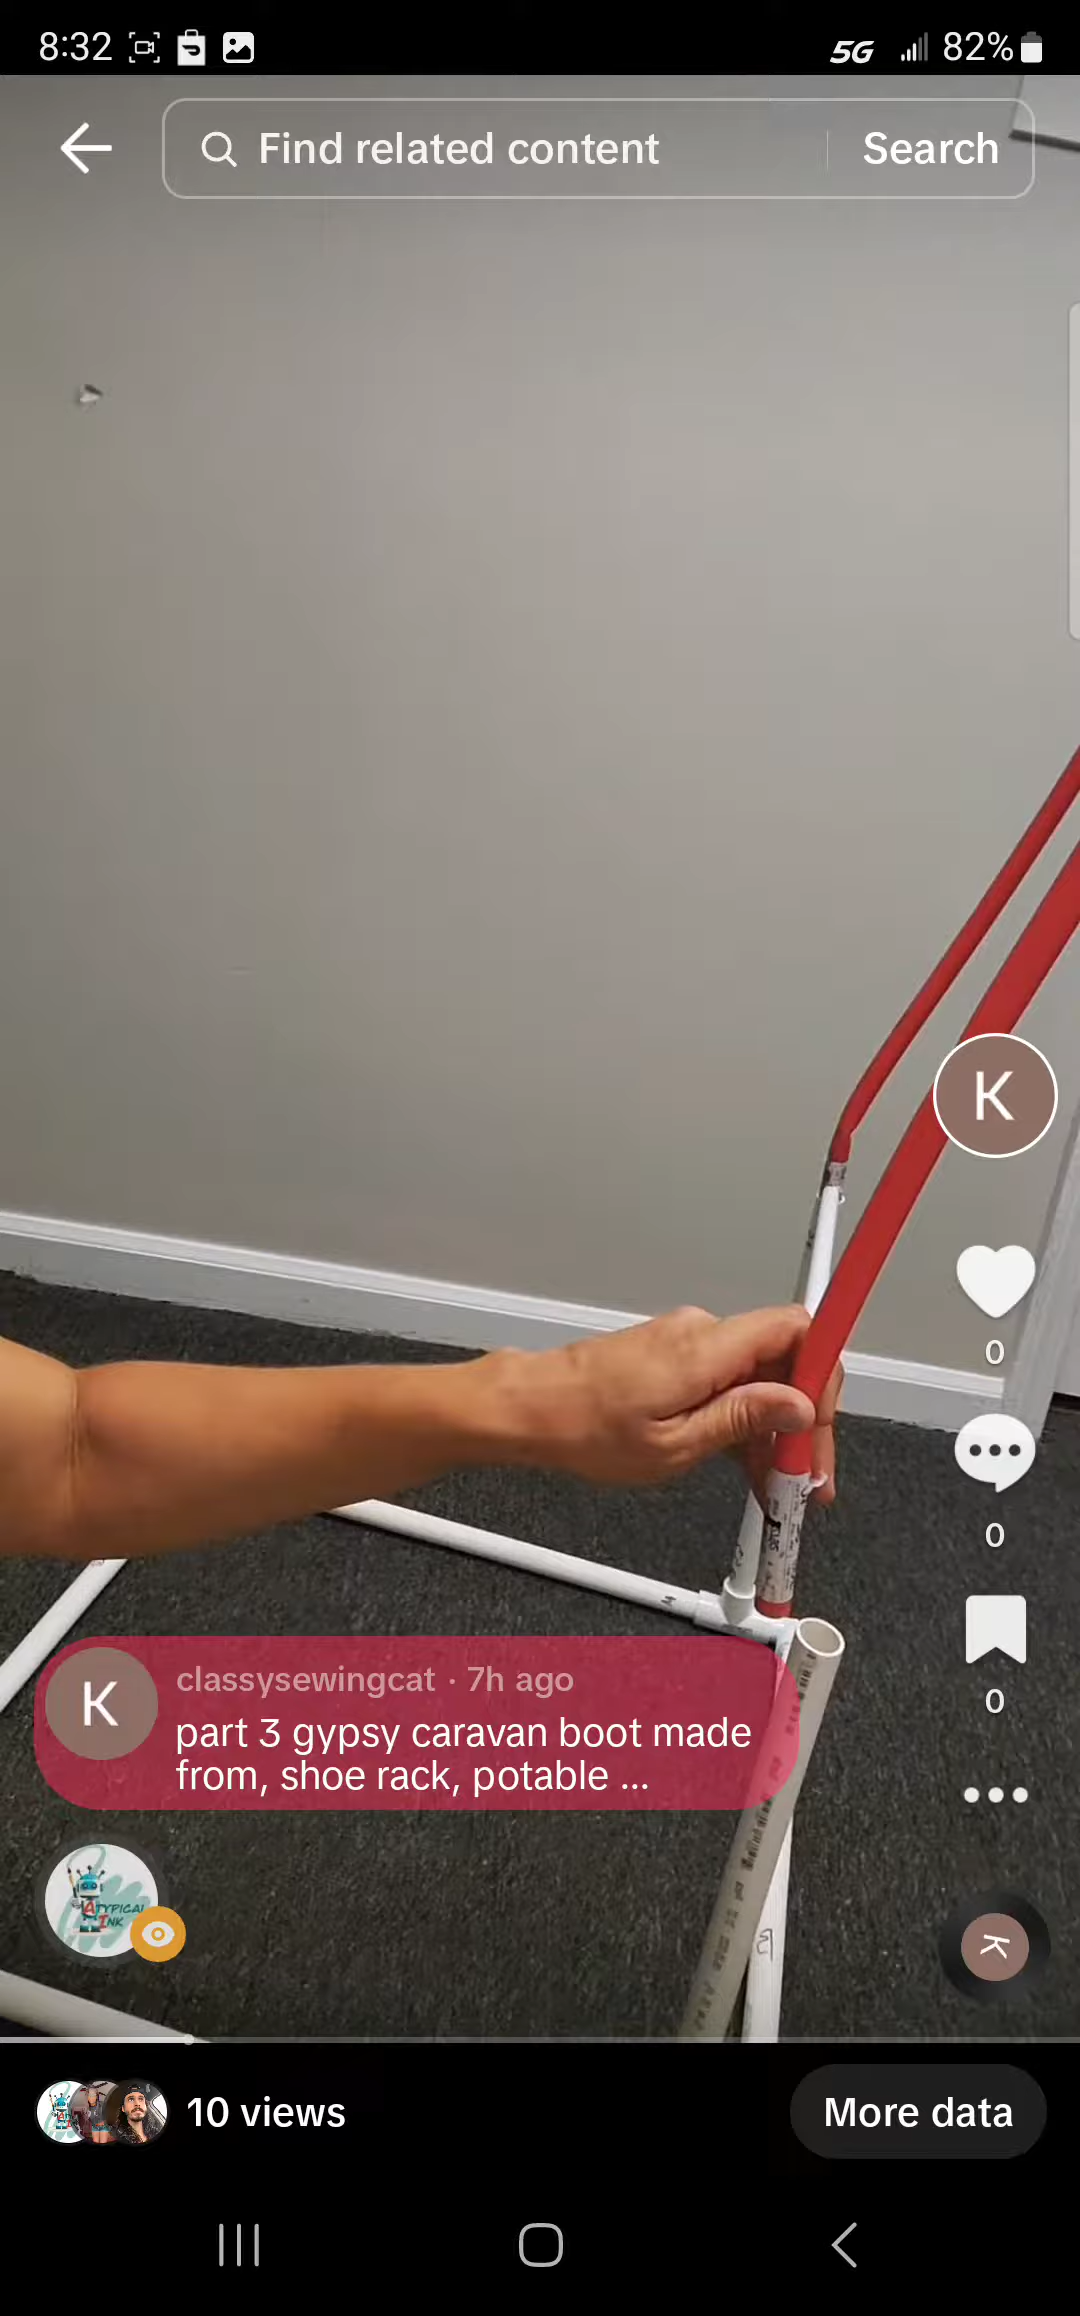 8:32
5G
82%
Find related content
Search
K
0
0
0
K
classysewingcat · 7h ago
part 3 gypsy caravan boot made
from, shoe rack, potable ...
ATYPICAL
INK
K
10 views
More data